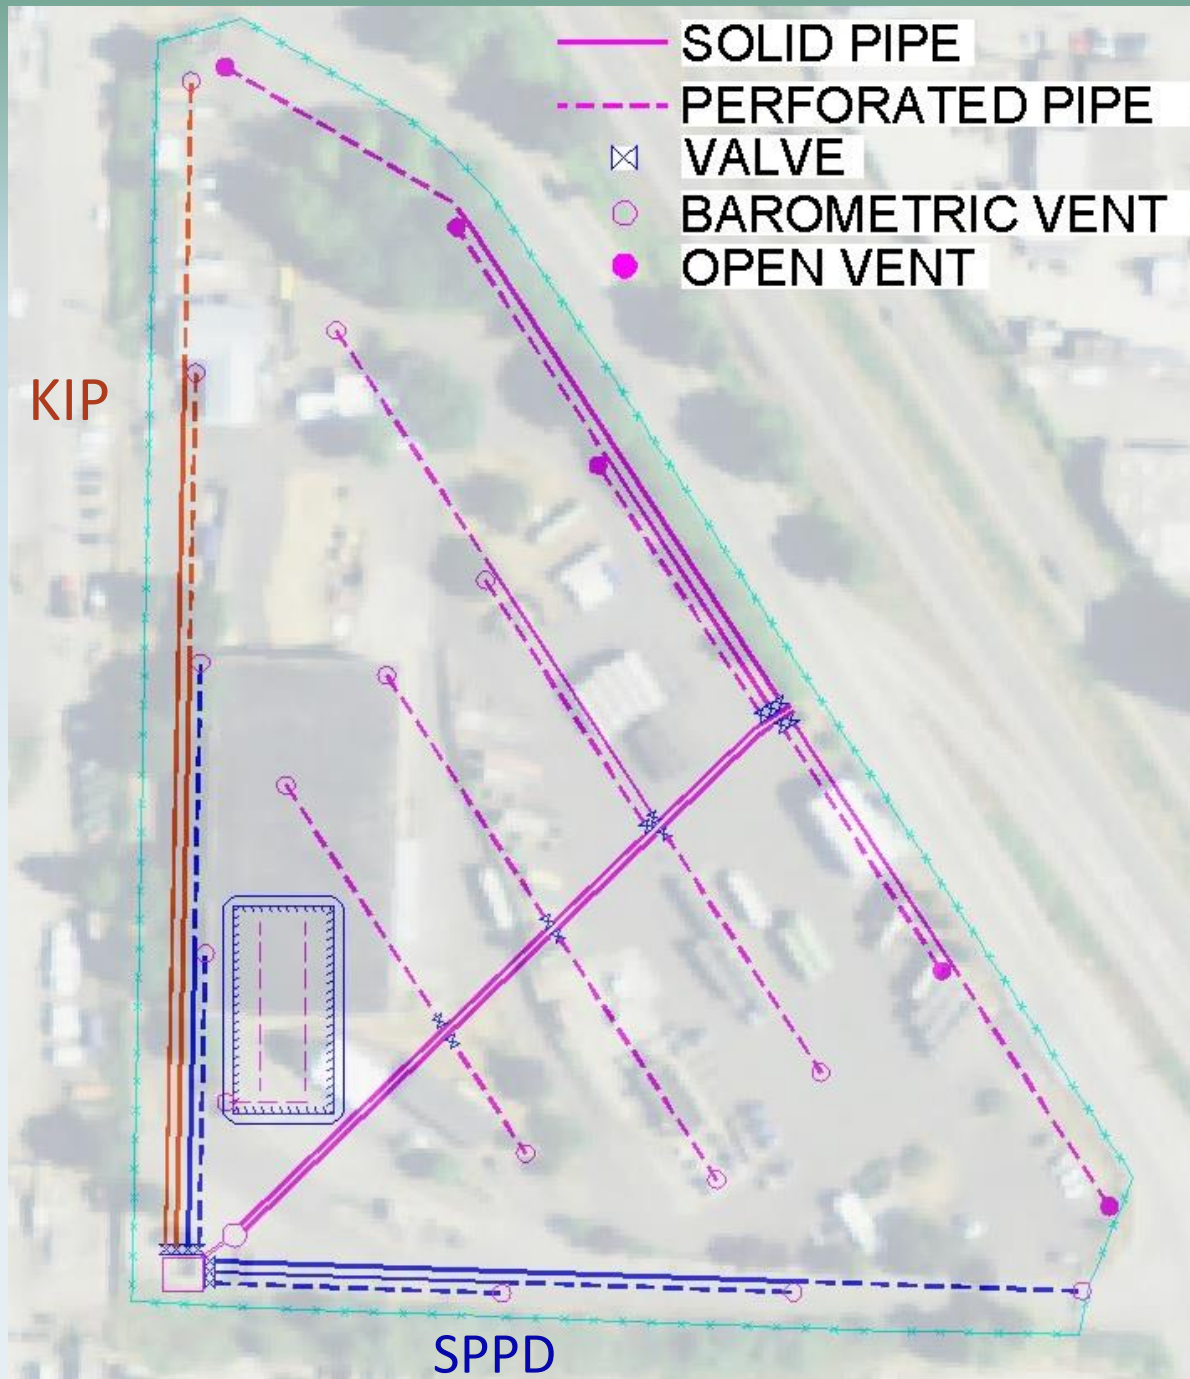 SOLID PIPE
PERFORATED PIPE
VALVE
BAROMETRIC VENT
OPEN VENT
KIP
SPPD